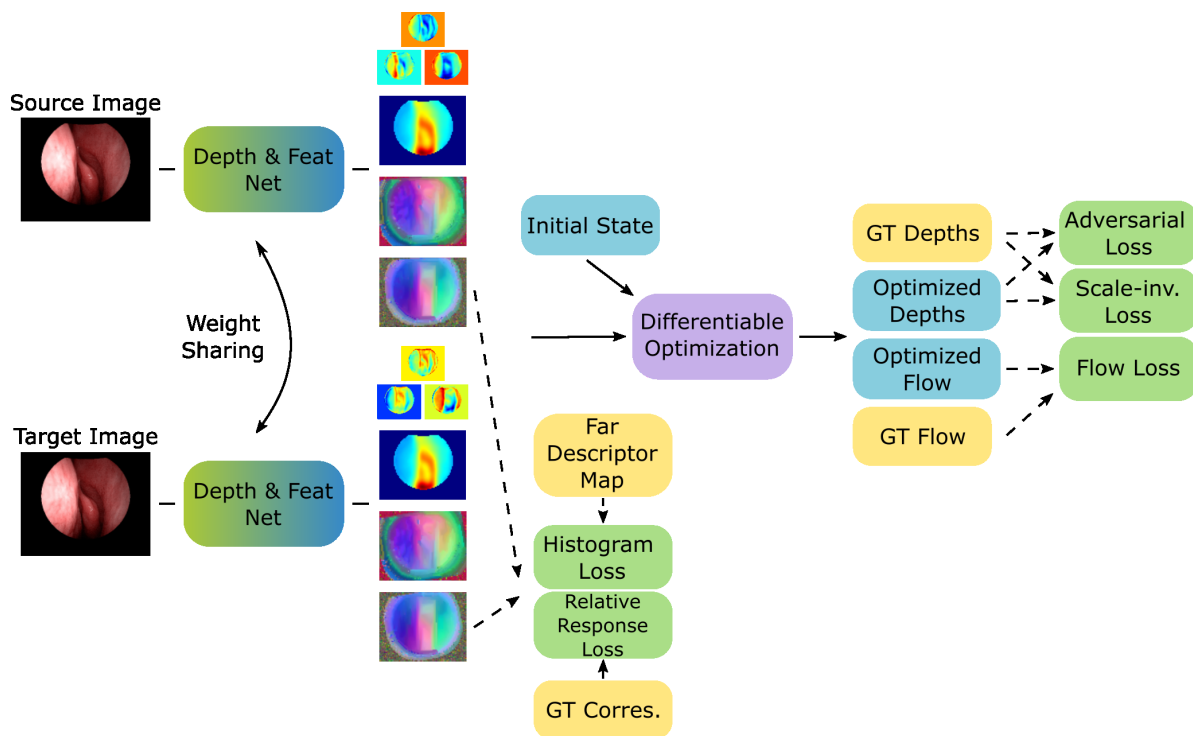 Source Image
Depth & Feat
Net
Weight
Sharing
Target Image
Depth & Feat
Net
Initial State
Differentiable
Optimization
Far
Descriptor
Map
Histogram
Loss
Relative
Response
Loss
GT Corres.
GT Depths
Optimized
Depths
Optimized
Flow
GT Flow
Adversarial
Loss
Scale-inv.
Loss
Flow Loss